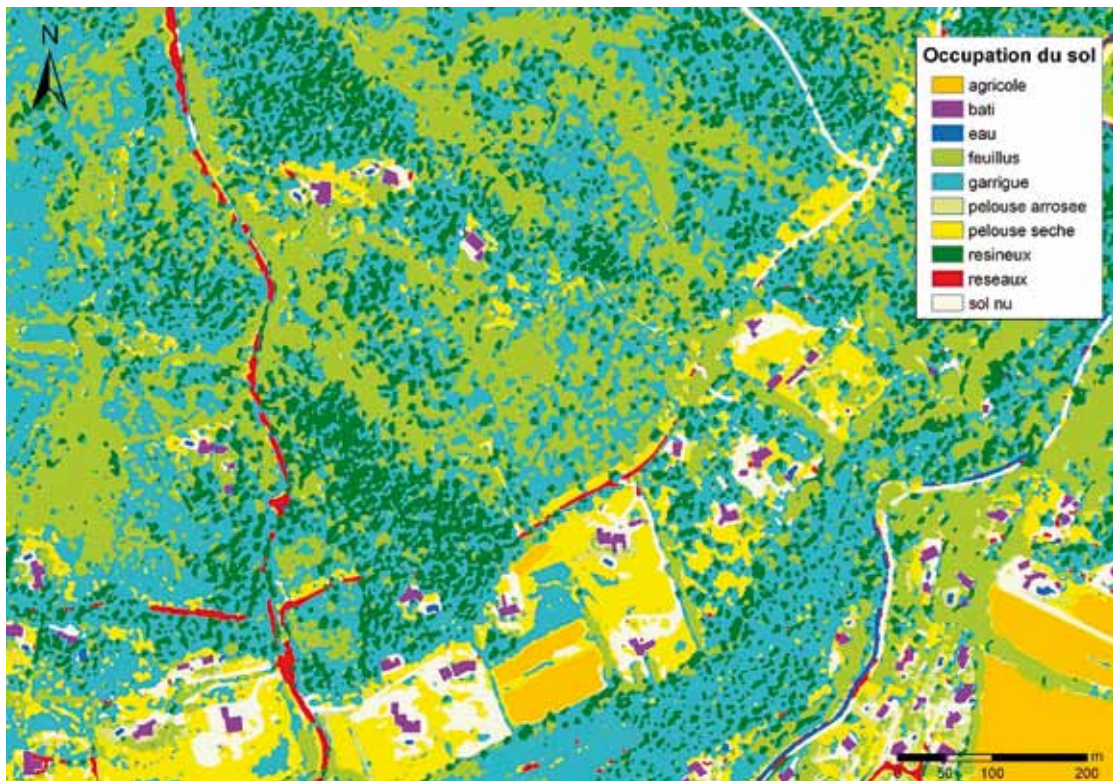 N
Occupation du sol
agricole
bati
eau
feuillus
garrigue
pelouse arrosee
pelouse seche
resineux
reseaux
sol nu
m
0 50 100 200